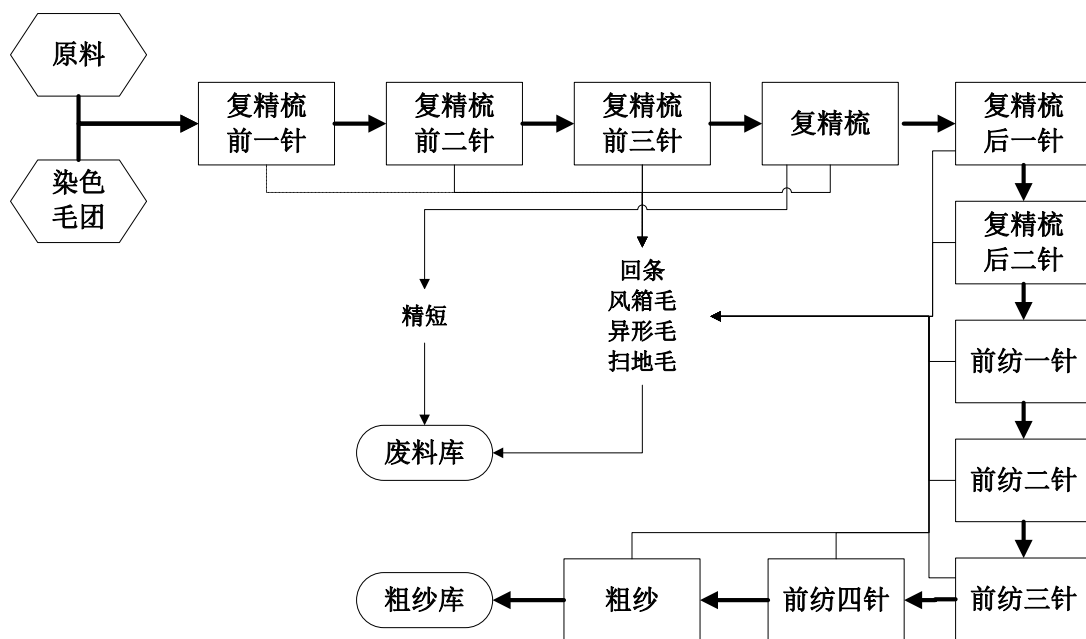 原料
染色
毛团
复精梳
前一针
复精梳
前二针
复精梳
前三针
复精梳
复精梳
后一针
复精梳
后二针
前纺一针
前纺二针
前纺三针
前纺四针
粗纱
粗纱库
精短
回条
风箱毛
异形毛
扫地毛
废料库